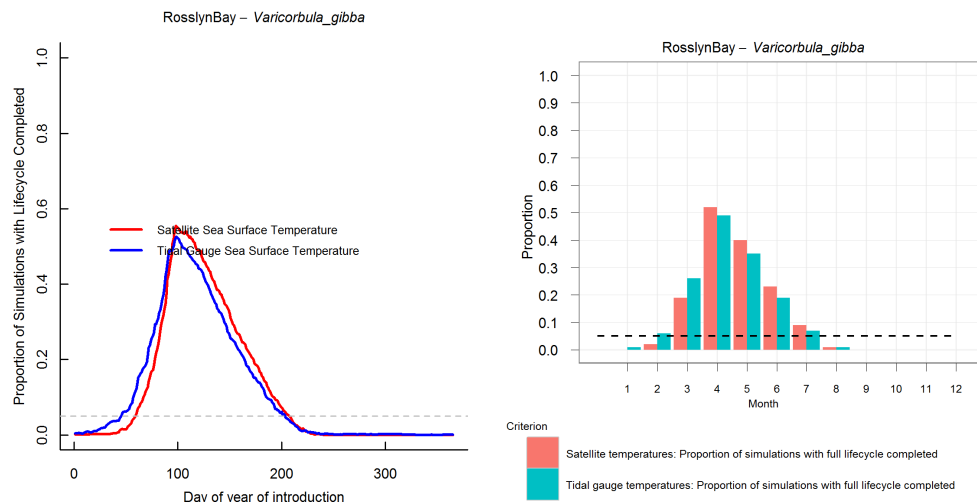 RosslynBay – Varicorbula_gibba
Proportion of Simulations with Lifecycle Completed
1.0
0.8
0.6
0.4
0.2
0.0
Satellite Sea Surface Temperature
Tidal Gauge Sea Surface Temperature
0 100 200 300
Day of year of introduction
RosslynBay – Varicorbula_gibba
Proportion
1.0
0.9
0.8
0.7
0.6
0.5
0.4
0.3
0.2
0.1
0.0
1 2 3 4 5 6 7 8 9 10 11 12
Month
Criterion
Satellite temperatures: Proportion of simulations with full lifecycle completed
Tidal gauge temperatures: Proportion of simulations with full lifecycle completed